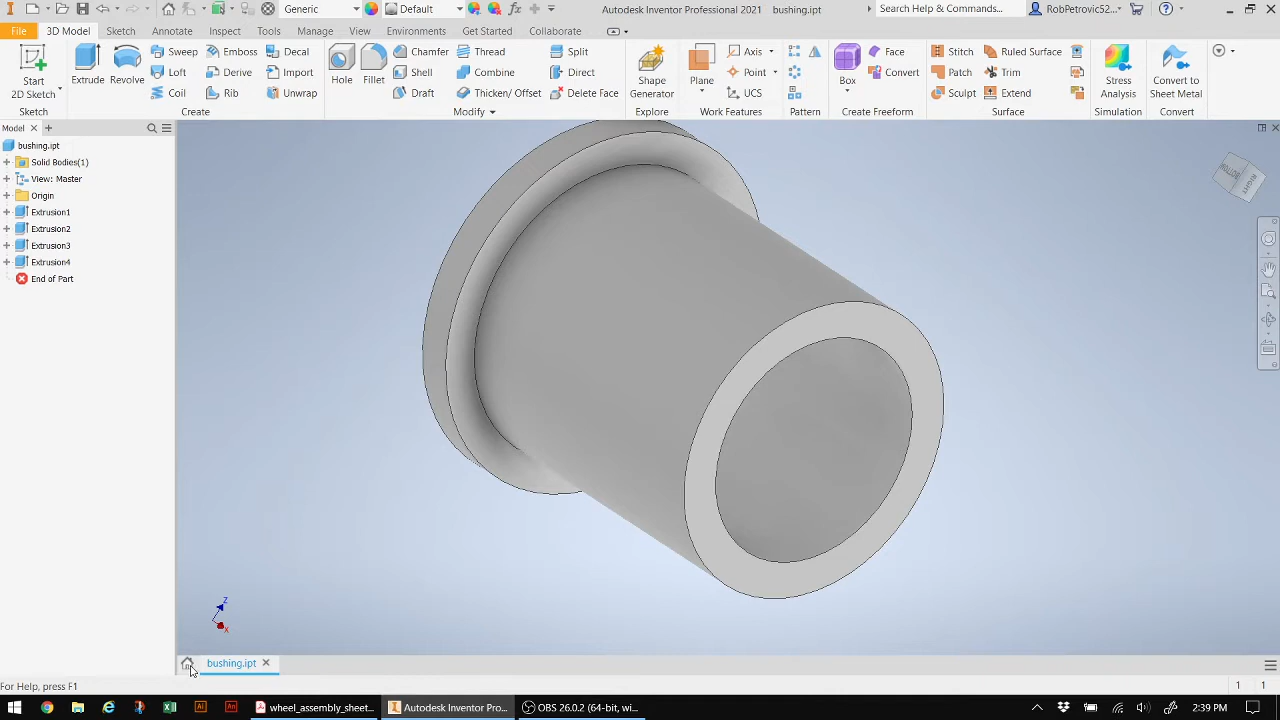 Generic
Default
Autodesk Inventor Professional 2021 bushing.ipt
Search Help & Commands...
RobPetrovic52...
File
3D Model
Sketch
Annotate
Inspect
Tools
Manage
View
Environments
Get Started
Collaborate
Start
2D Sketch
Sketch
Extrude
Revolve
Sweep
Loft
Coil
Emboss
Derive
Rib
Decal
Import
Unwrap
Create
Hole
Fillet
Chamfer
Shell
Draft
Thread
Combine
Thicken/ Offset
Split
Direct
Delete Face
Modify
Shape
Generator
Explore
Plane
Axis
Point
UCS
Work Features
Pattern
Box
Face
Convert
Create Freeform
Stitch
Patch
Sculpt
Ruled Surface
Trim
Extend
Surface
Stress
Analysis
Simulation
Convert to
Sheet Metal
Convert
Model
bushing.ipt
Solid Bodies(1)
View: Master
Origin
Extrusion1
Extrusion2
Extrusion3
Extrusion4
End of Part
Z
X
bushing.ipt
For Help, press F1
1 1
wheel_assembly_sheet...
Autodesk Inventor Pro...
OBS 26.0.2 (64-bit, wi...
2:39 PM